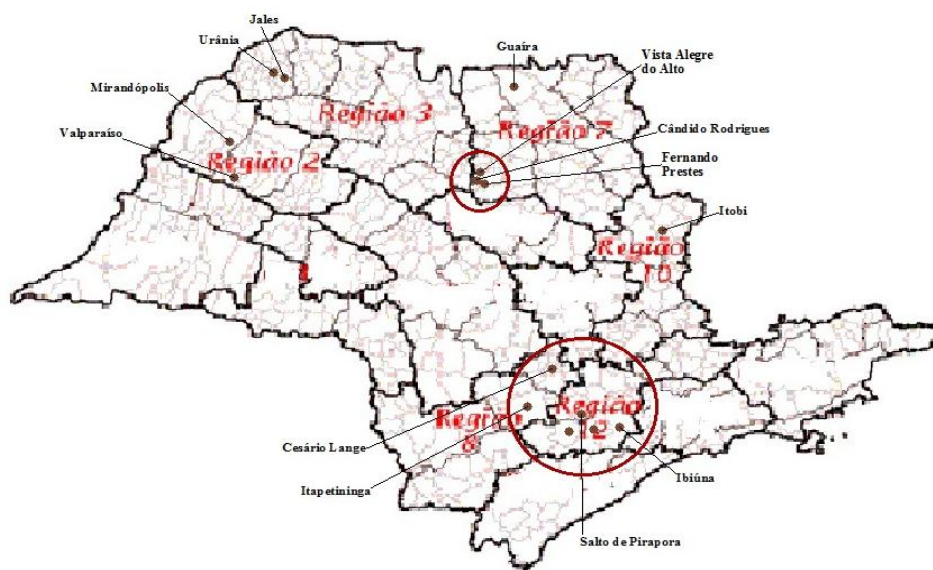 Jales
Urânia
Guaíra
Vista Alegre
do Alto
Mirandópolis
Região 3
Região 7
Cândido Rodrigues
Valparaíso
Região 2
Fernando
Prestes
Itobi
Região
10
Região
12
Região
8
Cesário Lange
Itapetininga
Ibiúna
Salto de Pirapora